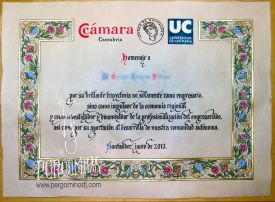 Cámara
Cantabria
UC
UNIVERSIDAD
DE CANTABRIA
Homenaje a
por su brillante trayectoria no solamente como empresario,
sino como impulsor de la economía regional
y como investigador y dinamizador de la profesionalización del empresariado,
así como por su aportación al desarrollo de nuestra comunidad autónoma.
Santander, junio de 2013.
PERGAMINOS
www.pergaminostj.com